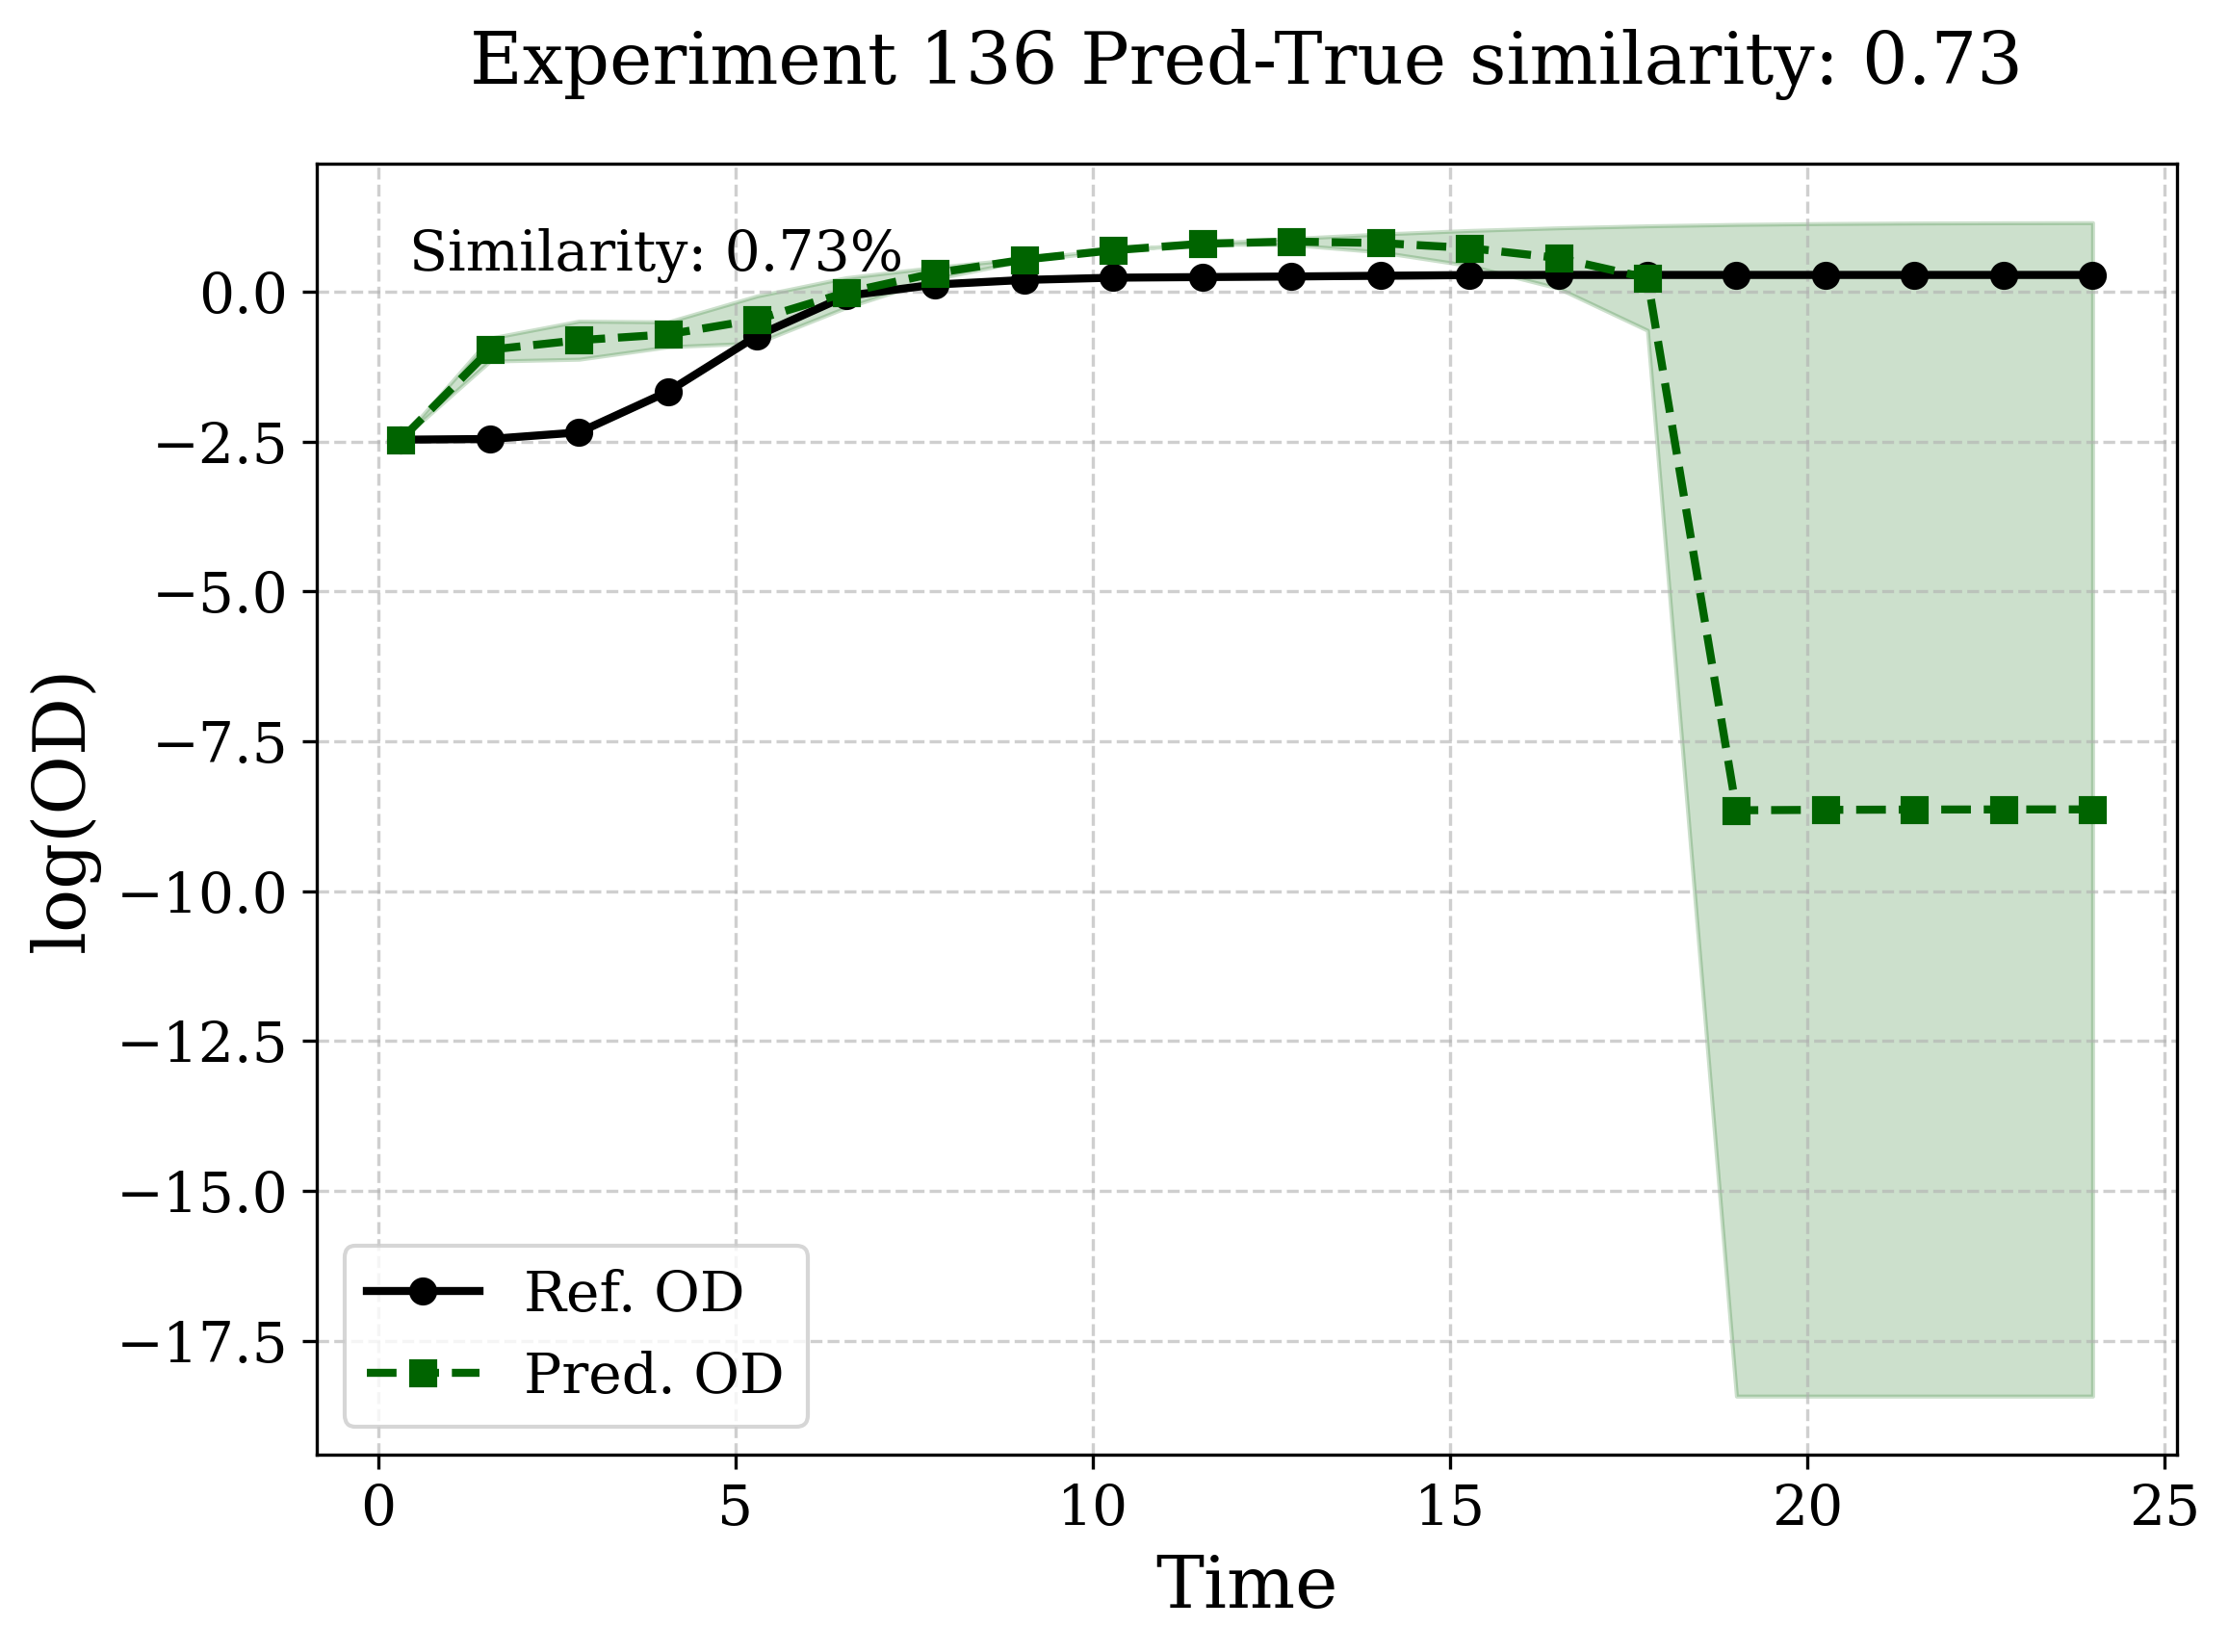 Experiment 136 Pred-True similarity: 0.73
Similarity: 0.73%
0.0
−2.5
−5.0
−7.5
−10.0
−12.5
−15.0
−17.5
log(OD)
Ref. OD
Pred. OD
0 5 10 15 20 25
Time